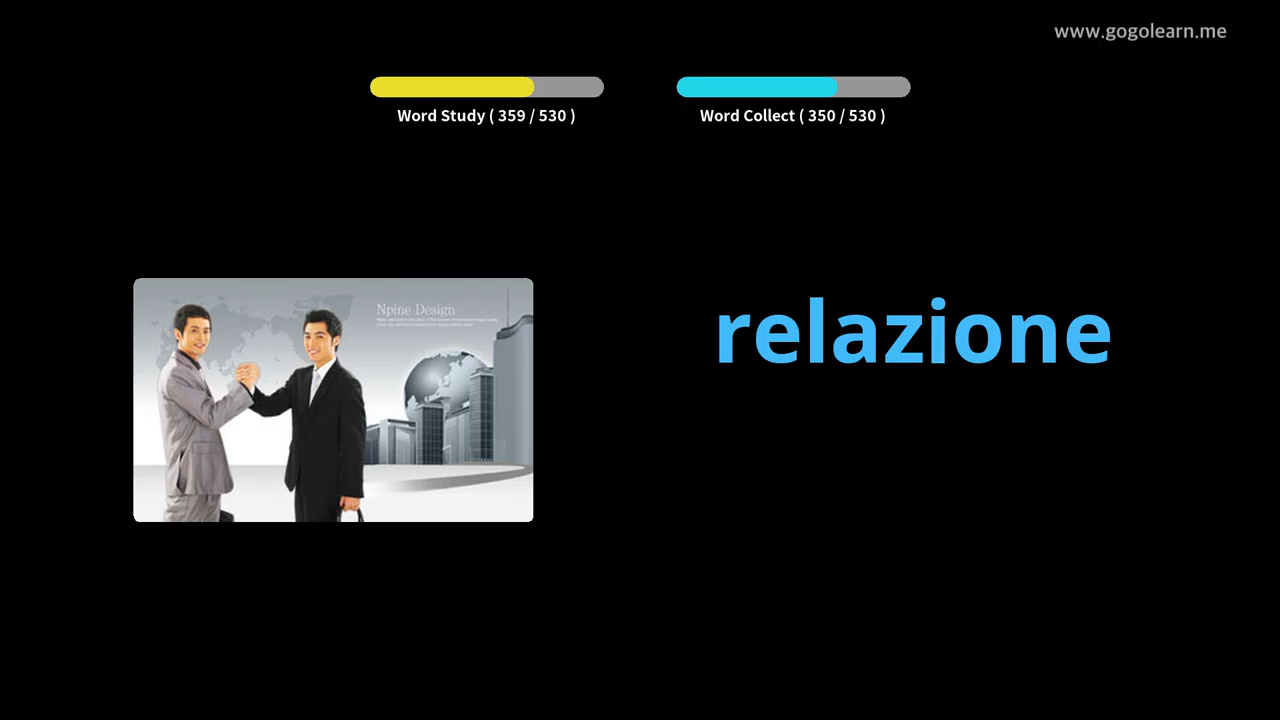 www.gogolearn.me
Word Study ( 359 / 530 )
Word Collect ( 350 / 530 )
Npine Design
relazione